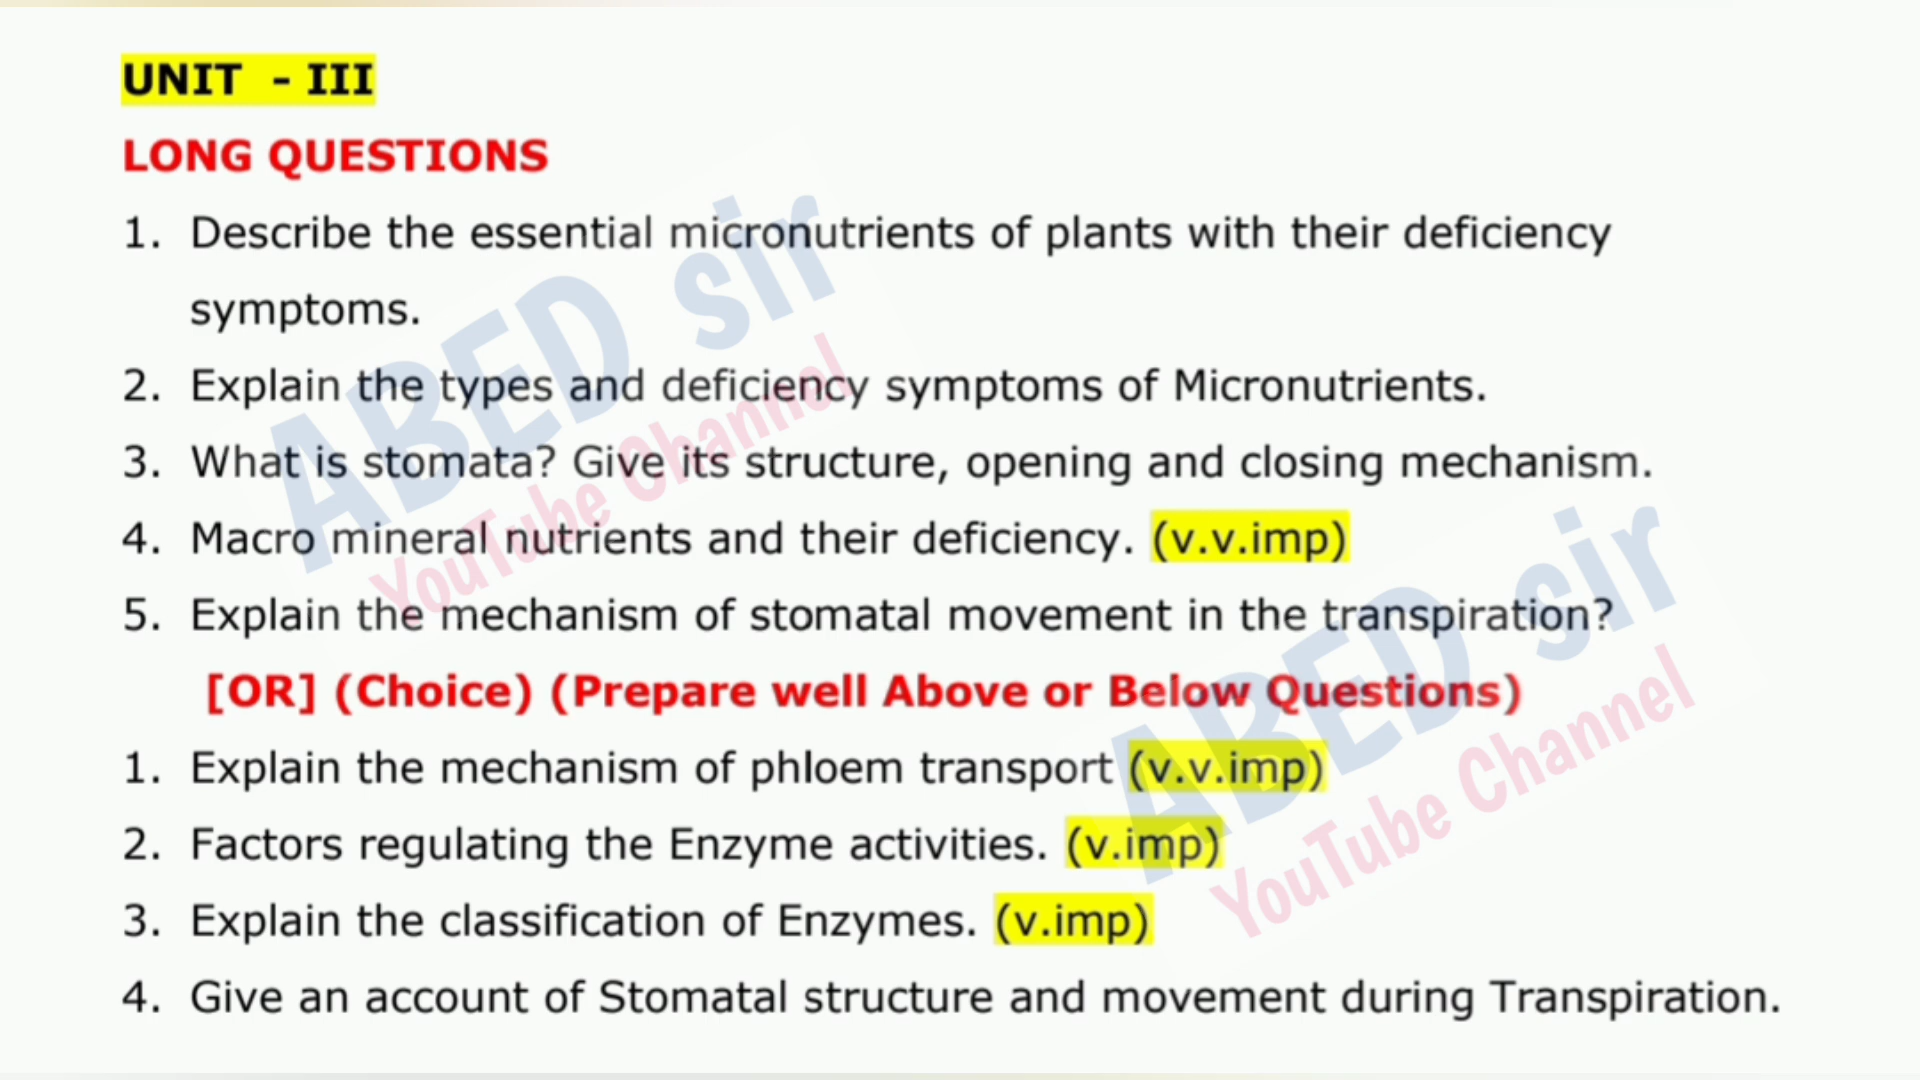 UNIT - III
LONG QUESTIONS
1. Describe the essential micronutrients of plants with their deficiency
symptoms.
2. Explain the types and deficiency symptoms of Micronutrients.
3. What is stomata? Give its structure, opening and closing mechanism.
4. Macro mineral nutrients and their deficiency. (v.v.imp)
5. Explain the mechanism of stomatal movement in the transpiration?
[OR] (Choice) (Prepare well Above or Below Questions)
1. Explain the mechanism of phloem transport (v.v.imp)
2. Factors regulating the Enzyme activities. (v.imp)
3. Explain the classification of Enzymes. (v.imp)
4. Give an account of Stomatal structure and movement during Transpiration.
ABED sir
YouTube Channel
ABED sir
YouTube Channel